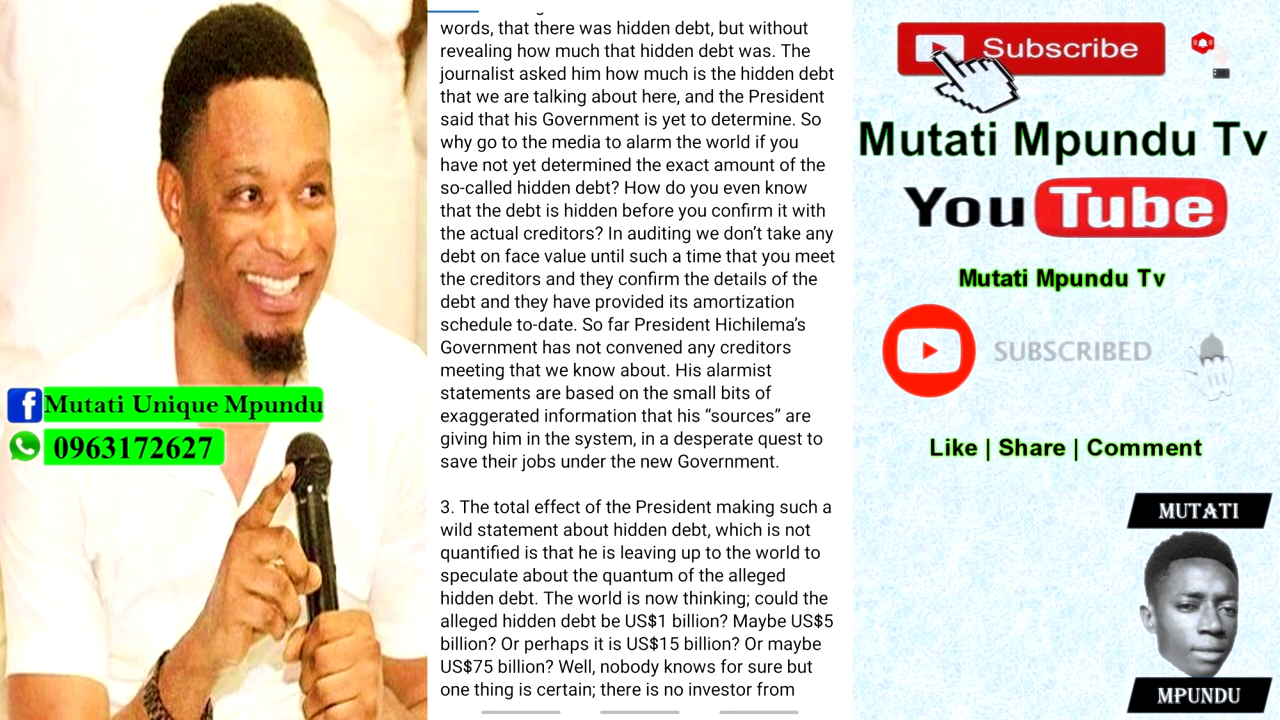 Mutati Unique Mpundu
0963172627
words, that there was hidden debt, but without
revealing how much that hidden debt was. The
journalist asked him how much is the hidden debt
that we are talking about here, and the President
said that his Government is yet to determine. So
why go to the media to alarm the world if you
have not yet determined the exact amount of the
so-called hidden debt? How do you even know
that the debt is hidden before you confirm it with
the actual creditors? In auditing we don’t take any
debt on face value until such a time that you meet
the creditors and they confirm the details of the
debt and they have provided its amortization
schedule to-date. So far President Hichilema’s
Government has not convened any creditors
meeting that we know about. His alarmist
statements are based on the small bits of
exaggerated information that his “sources” are
giving him in the system, in a desperate quest to
save their jobs under the new Government.
3. The total effect of the President making such a
wild statement about hidden debt, which is not
quantified is that he is leaving up to the world to
speculate about the quantum of the alleged
hidden debt. The world is now thinking; could the
alleged hidden debt be US$1 billion? Maybe US$5
billion? Or perhaps it is US$15 billion? Or maybe
US$75 billion? Well, nobody knows for sure but
one thing is certain; there is no investor from
Subscribe
Mutati Mpundu Tv
YouTube
Mutati Mpundu Tv
SUBSCRIBED
Like | Share | Comment
MUTATI
MPUNDU